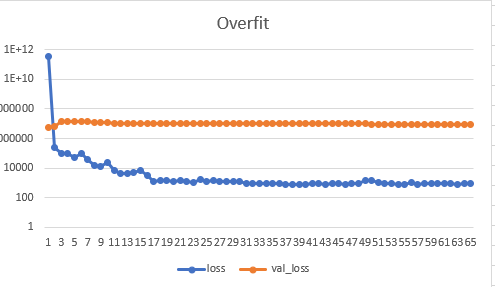 Overfit
1E+12
1E+10
000000
000000
10000
100
1
1 3 5 7 9 11 13 15 17 19 21 23 25 27 29 31 33 35 37 39 41 43 45 47 49 51 53 55 57 59 61 63 65
loss val_loss